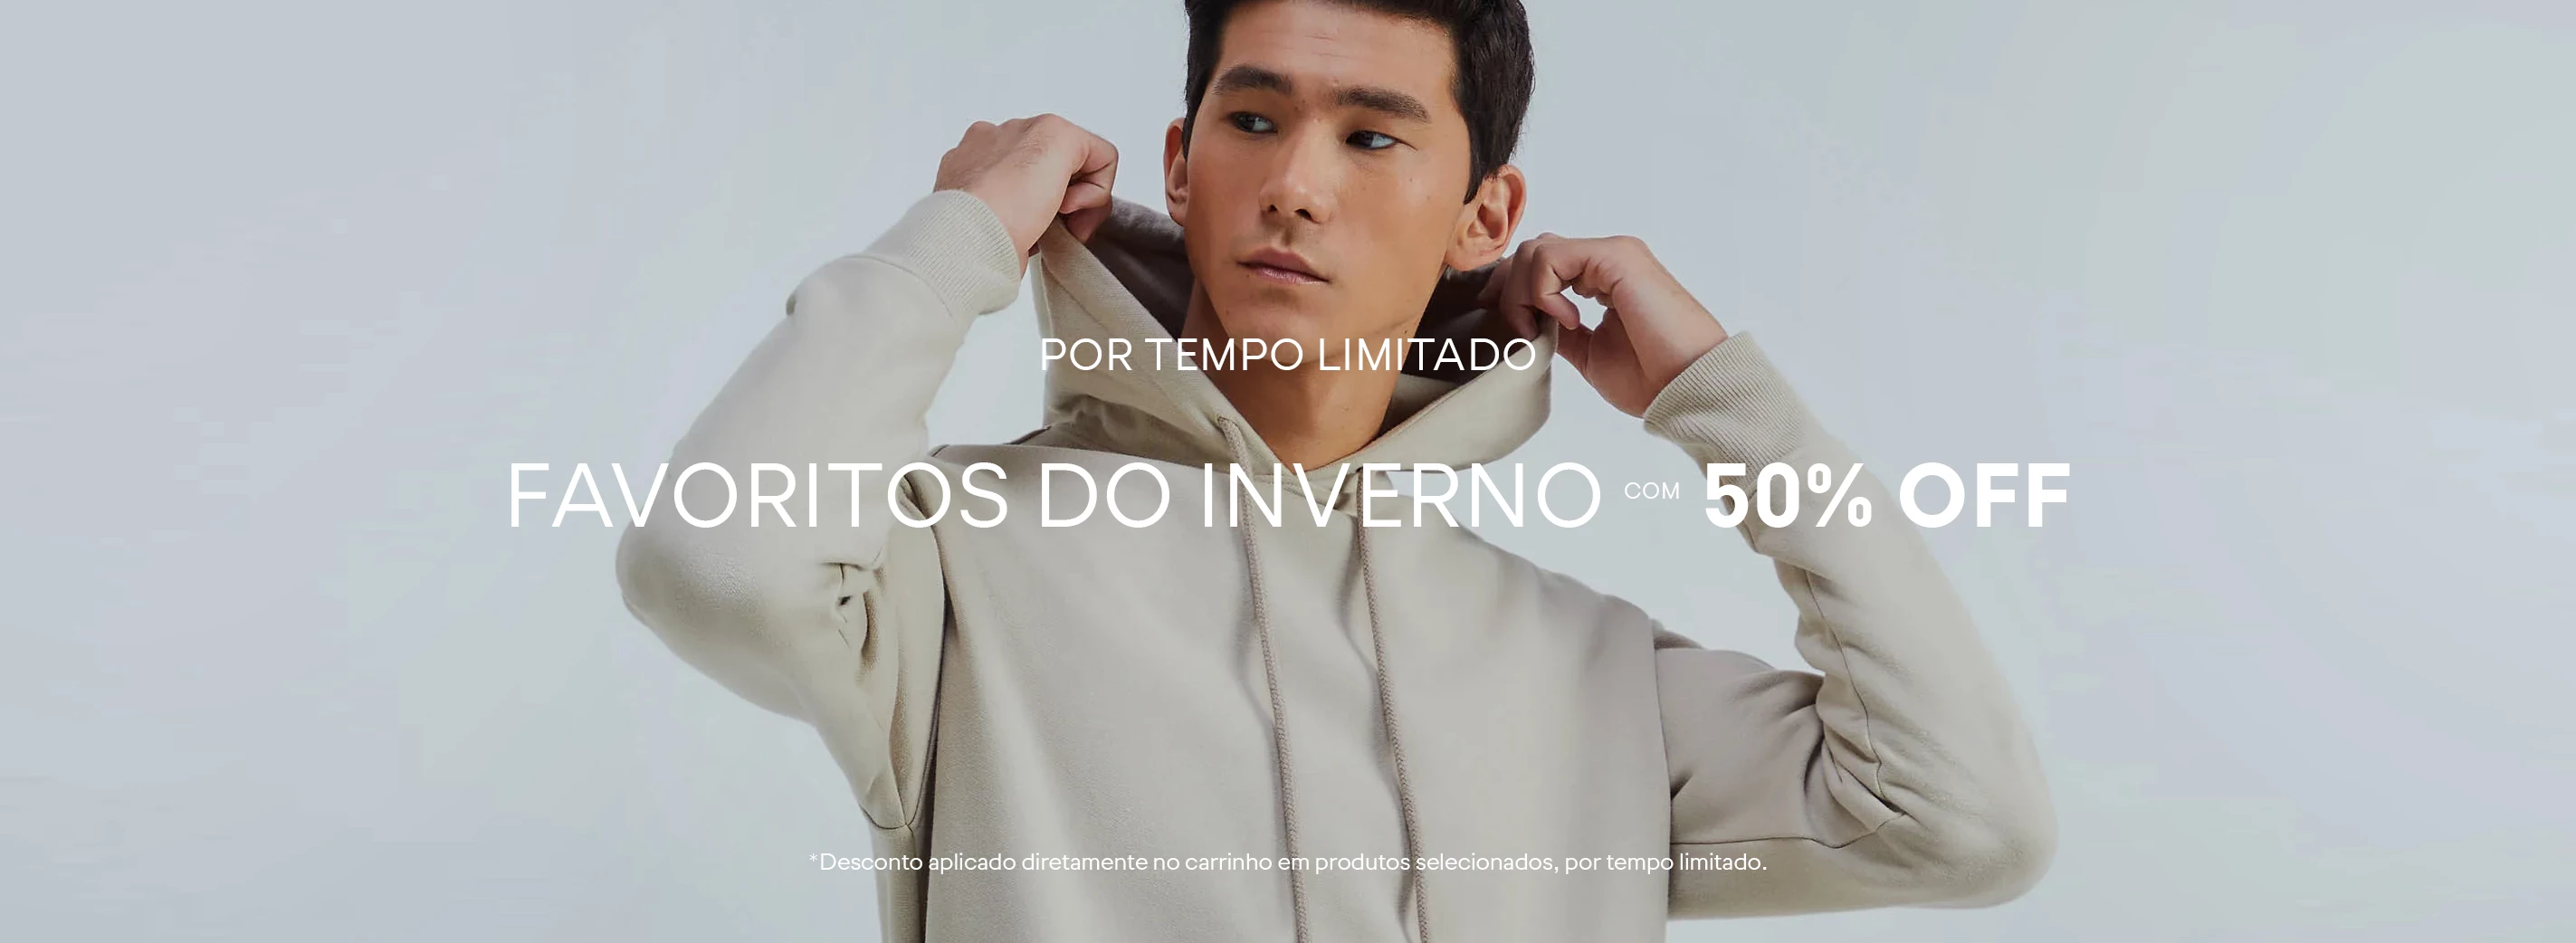 POR TEMPO LIMITADO
FAVORITOS DO INVERNO COM 50% OFF
*Desconto aplicado diretamente no carrinho em produtos selecionados, por tempo limitado.